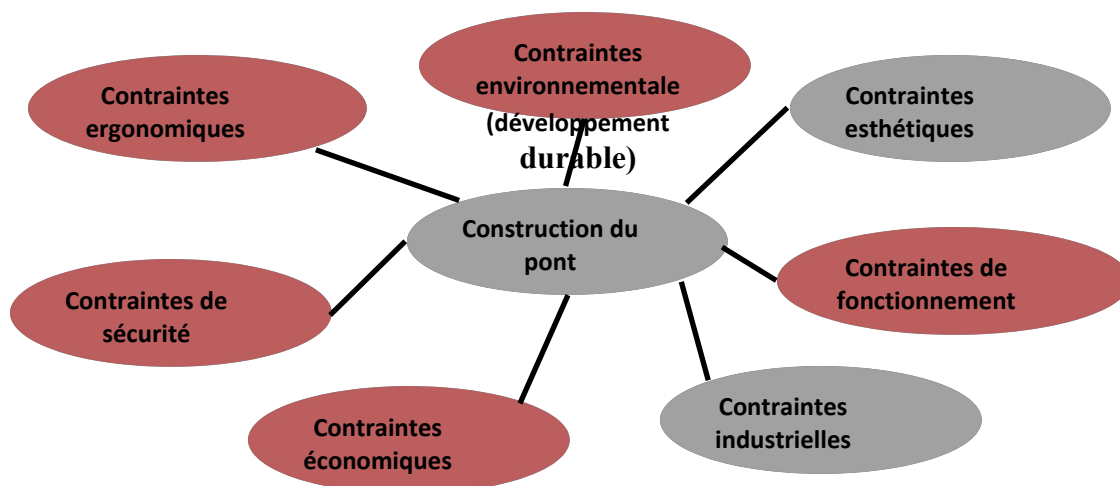 Contraintes
environnementale
(développement
durable)
Contraintes
ergonomiques
Contraintes
esthétiques
Construction du
pont
Contraintes de
sécurité
Contraintes de
fonctionnement
Contraintes
économiques
Contraintes
industrielles